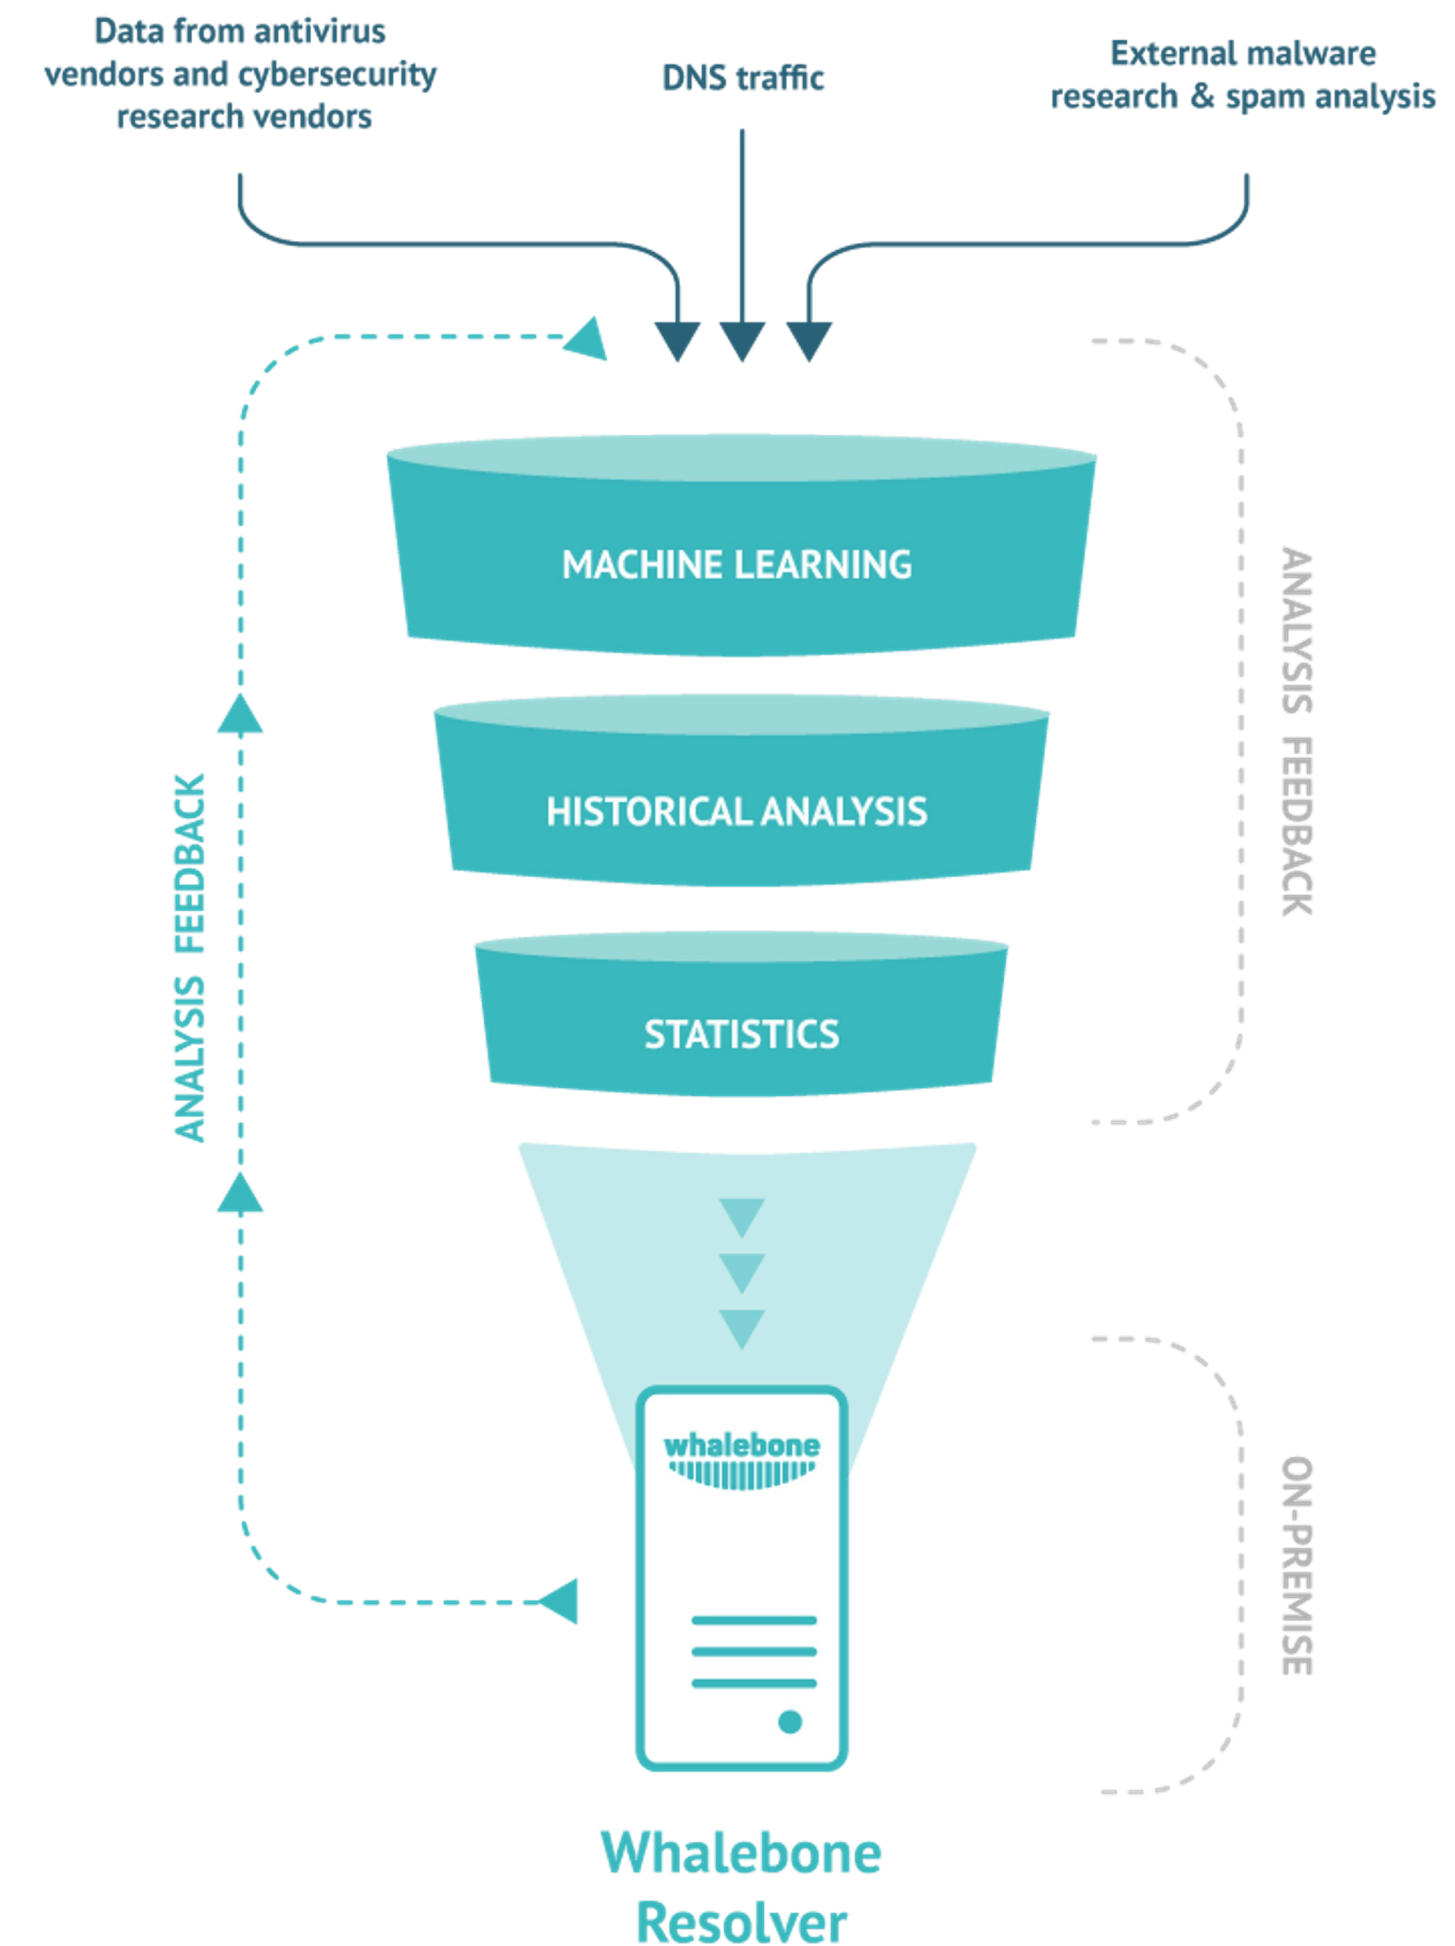 Data from antivirus
vendors and cybersecurity
research vendors
DNS traffic
External malware
research & spam analysis
MACHINE LEARNING
HISTORICAL ANALYSIS
STATISTICS
ANALYSIS FEEDBACK
ANALYSIS FEEDBACK
whalebone
ON-PREMISE
Whalebone
Resolver